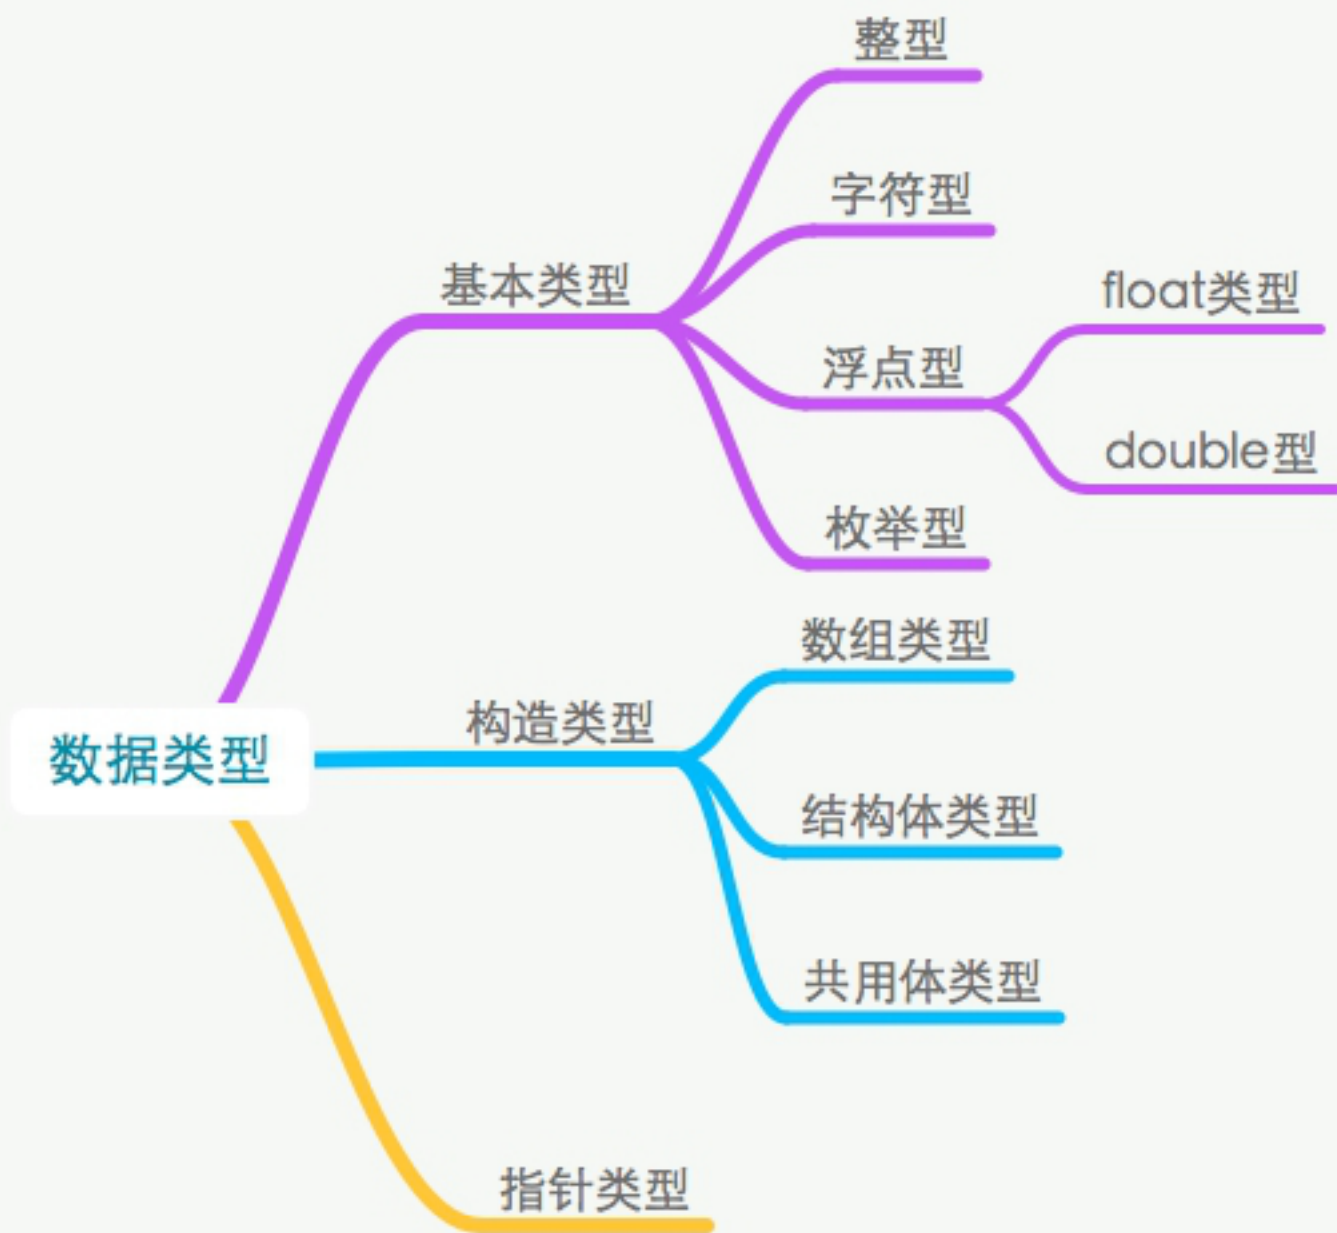 整型
字符型
基本类型
float类型
浮点型
double型
枚举型
数组类型
构造类型
数据类型
结构体类型
共用体类型
指针类型